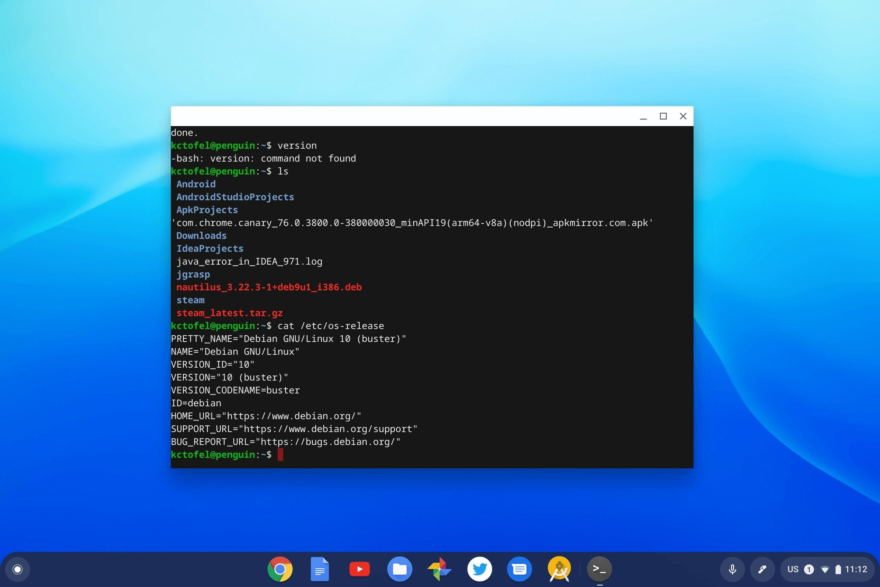 done.
kctofel@penguin:~$ version
-bash: version: command not found
kctofel@penguin:~$ ls
Android
AndroidStudioProjects
ApkProjects
'com.chrome.canary_76.0.3800.0-380000030_minAPI19(arm64-v8a)(nodpi)_apkmirror.com.apk'
Downloads
IdeaProjects
java_error_in_IDEA_971.log
jgrasp
nautilus_3.22.3-1+deb9u1_i386.deb
steam
steam_latest.tar.gz
kctofel@penguin:~$ cat /etc/os-release
PRETTY_NAME="Debian GNU/Linux 10 (buster)"
NAME="Debian GNU/Linux"
VERSION_ID="10"
VERSION="10 (buster)"
VERSION_CODENAME=buster
ID=debian
HOME_URL="https://www.debian.org/"
SUPPORT_URL="https://www.debian.org/support"
BUG_REPORT_URL="https://bugs.debian.org/"
kctofel@penguin:~$
>_
US 1 11:12